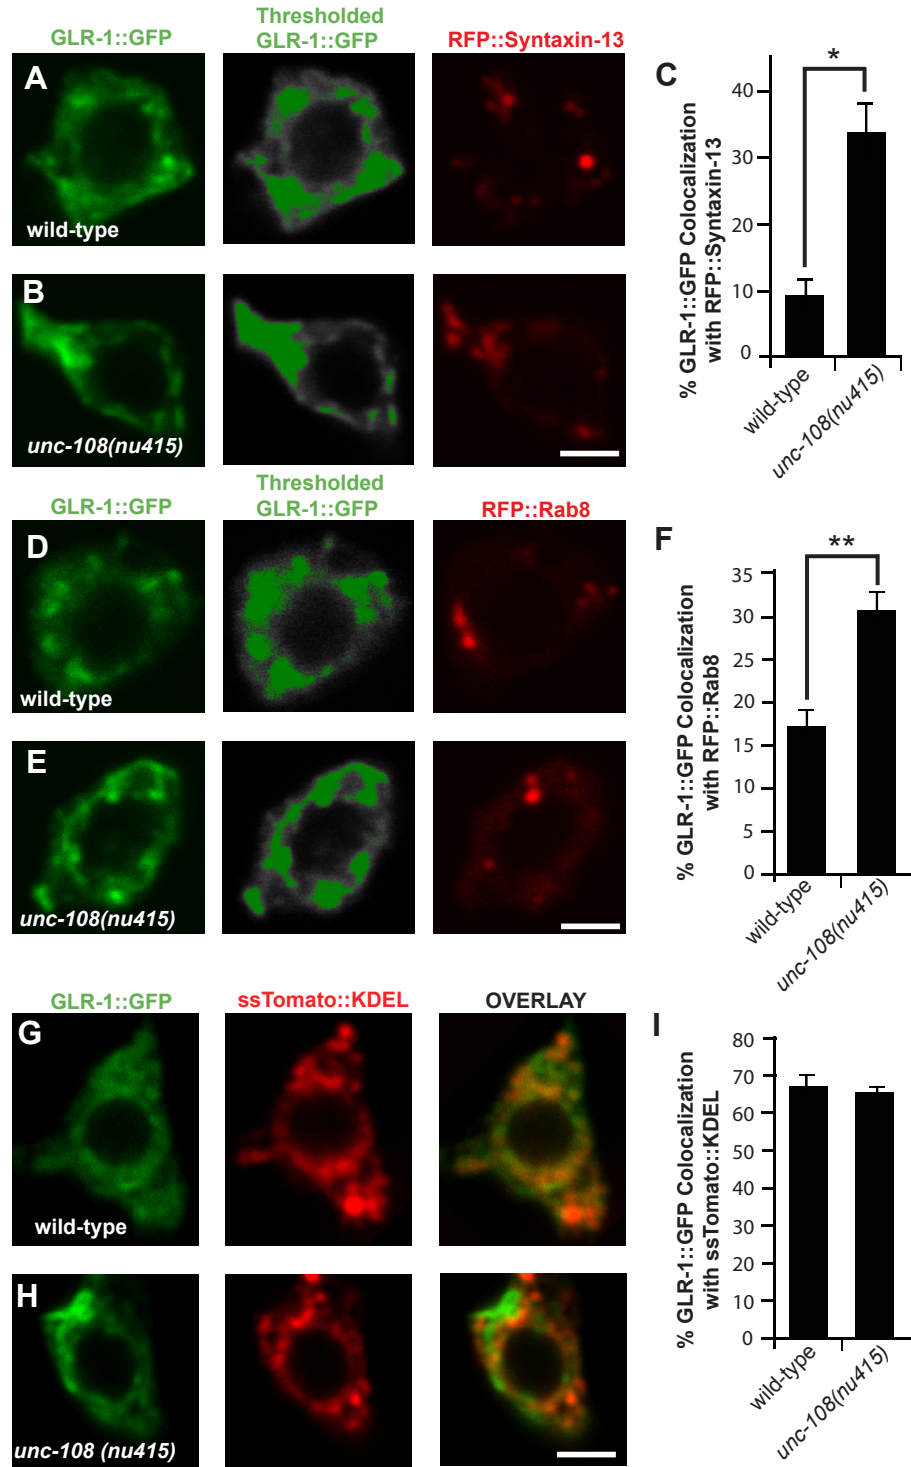 GLR-1::GFP
Thresholded
GLR-1::GFP
RFP::Syntaxin-13
A
wild-type
B
unc-108(nu415)
C
% GLR-1::GFP Colocalization
with RFP::Syntaxin-13
40
30
20
10
0
*
wild-type
unc-108(nu415)
GLR-1::GFP
Thresholded
GLR-1::GFP
RFP::Rab8
D
wild-type
E
unc-108(nu415)
F
% GLR-1::GFP Colocalization
with RFP::Rab8
35
30
25
20
15
10
5
0
**
wild-type
unc-108(nu415)
GLR-1::GFP
ssTomato::KDEL
OVERLAY
G
wild-type
H
unc-108 (nu415)
I
% GLR-1::GFP Colocalization
with ssTomato::KDEL
80
70
60
50
40
30
20
10
0
wild-type
unc-108(nu415)